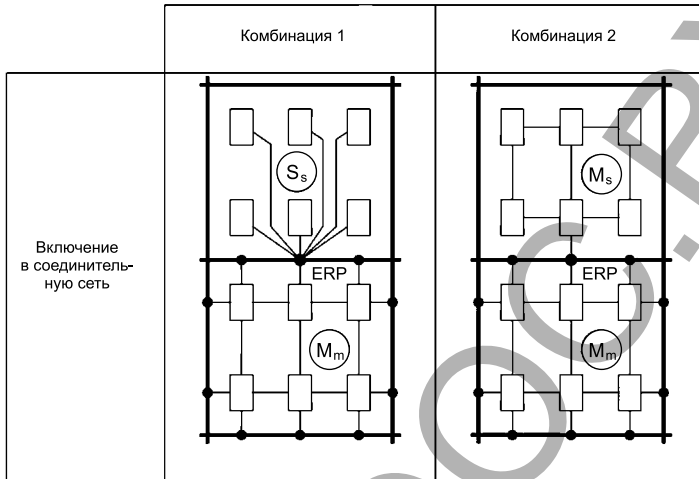 Комбинация 1
Комбинация 2
Включение
в соединитель-
ную сеть
Ss
Ms
ERP
ERP
Mm
Mm